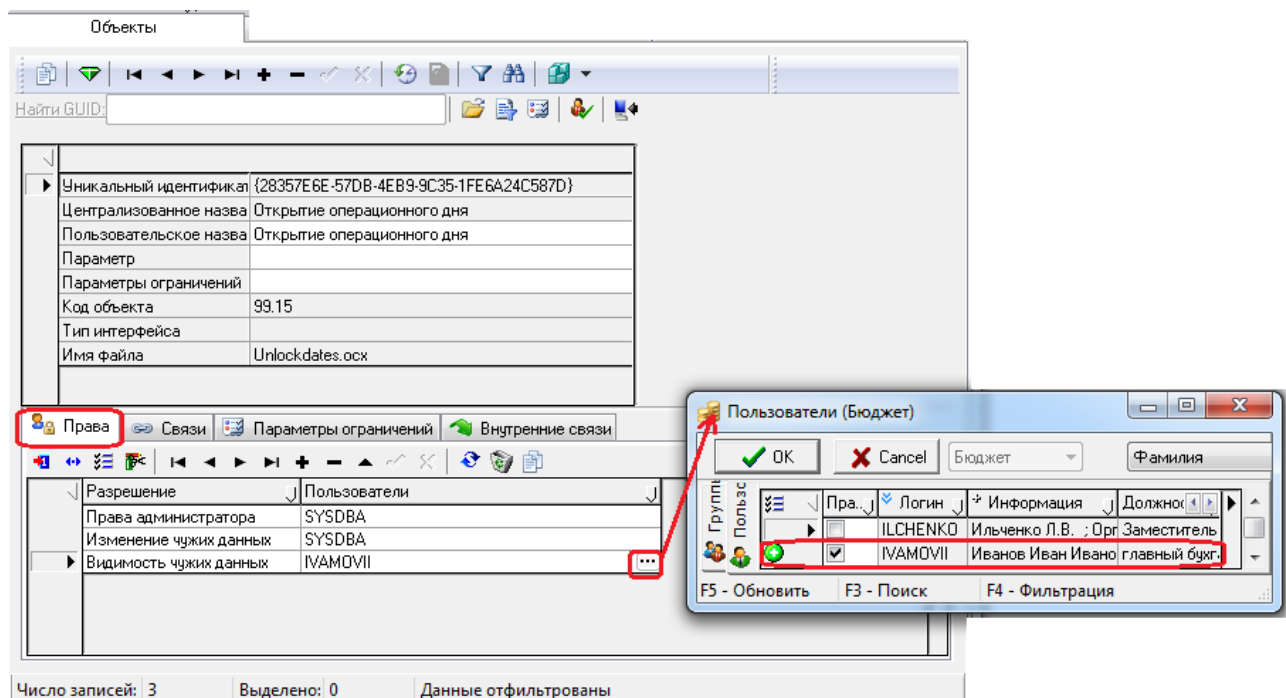 Объекты
Найти GUID:
Уникальный идентификат {28357E6E-57DB-4EB9-9C35-1FE6A24C587D}
Централизованное назва Открытие операционного дня
Пользовательское назва Открытие операционного дня
Параметр
Параметры ограничений
Код объекта 99.15
Тип интерфейса
Имя файла Unlockdates.ocx
Права Связи Параметры ограничений Внутренние связи
Разрешение Пользователи
Права администратора SYSDBA
Изменение чужих данных SYSDBA
Видимость чужих данных IVAMOVII ...
Число записей: 3 Выделено: 0 Данные отфильтрованы
Пользователи (Бюджет)
OK Cancel Бюджет Фамилия
Группы
Пользо
Пра... Логин Информация Должнос
ILCHENKO Ильченко Л.В. ; Орг Заместитель
IVAMOVII Иванов Иван Ивано главный бухг.
F5 - Обновить F3 - Поиск F4 - Фильтрация